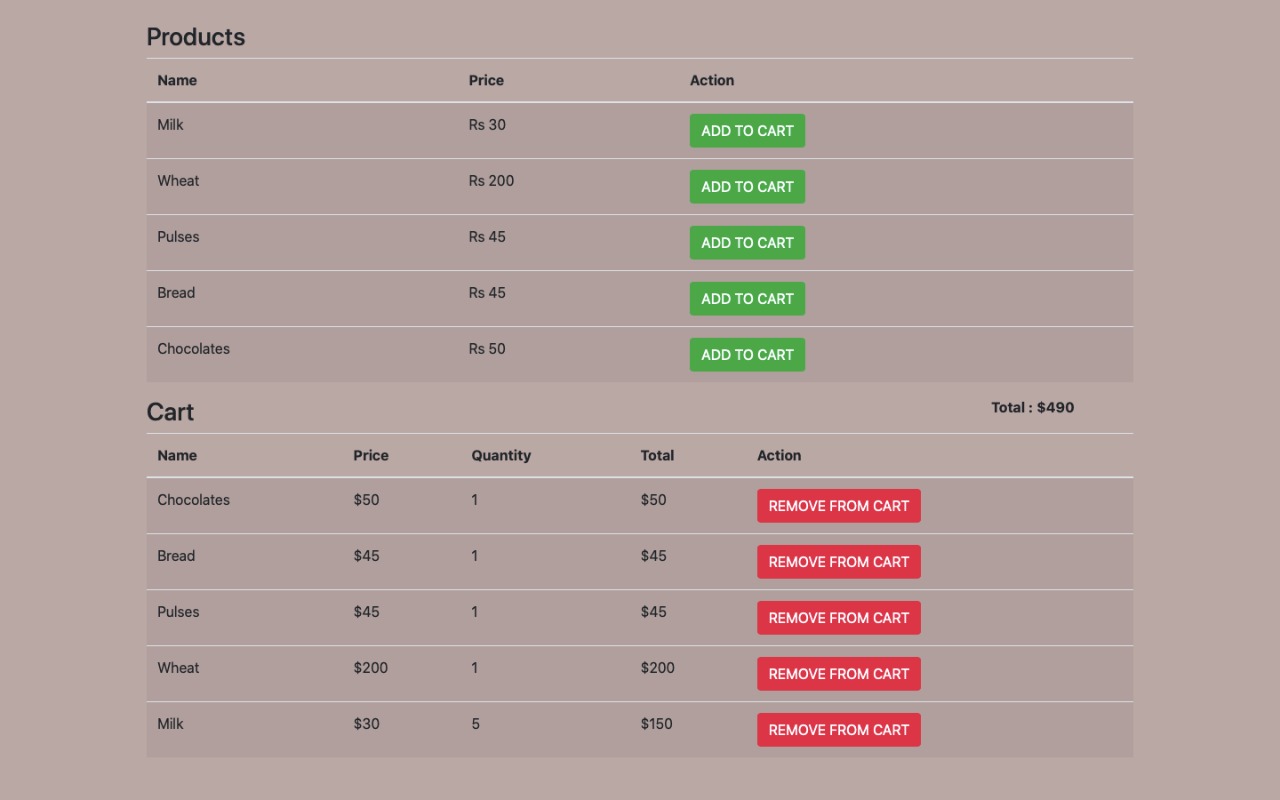 Products
Name Price Action
Milk Rs 30 ADD TO CART
Wheat Rs 200 ADD TO CART
Pulses Rs 45 ADD TO CART
Bread Rs 45 ADD TO CART
Chocolates Rs 50 ADD TO CART
Cart Total : $490
Name Price Quantity Total Action
Chocolates $50 1 $50 REMOVE FROM CART
Bread $45 1 $45 REMOVE FROM CART
Pulses $45 1 $45 REMOVE FROM CART
Wheat $200 1 $200 REMOVE FROM CART
Milk $30 5 $150 REMOVE FROM CART